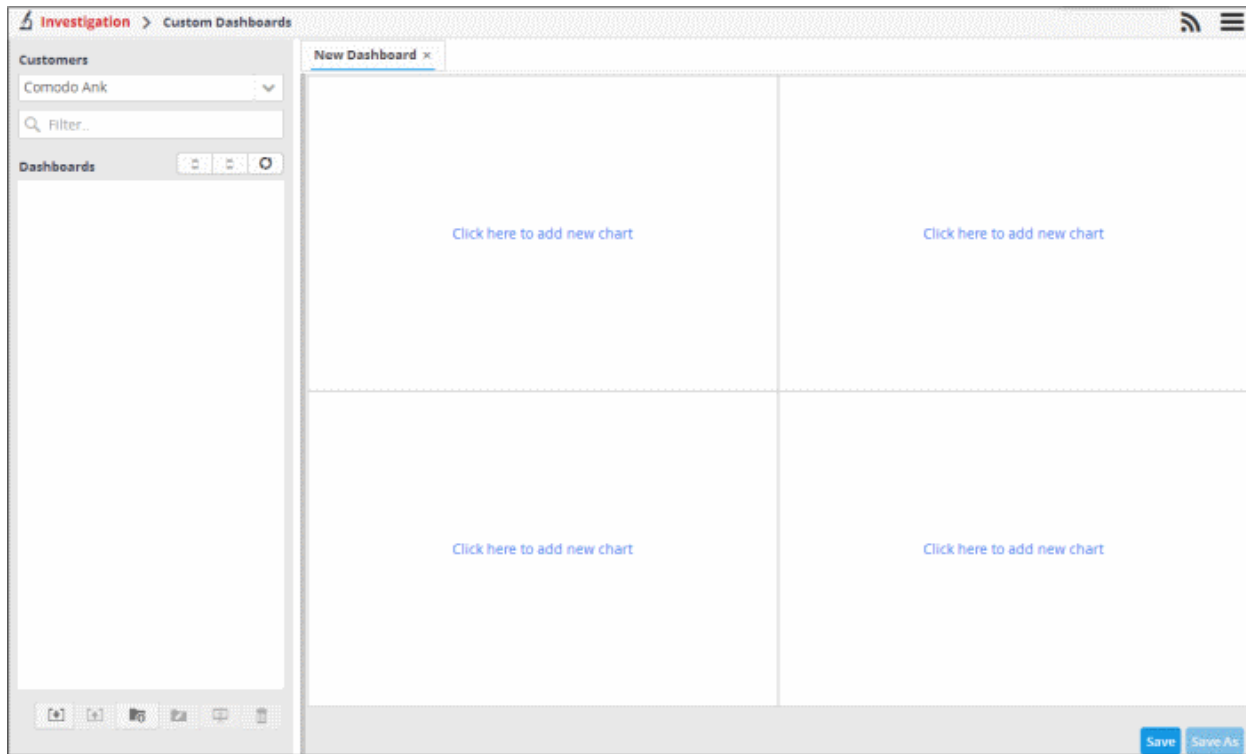 Investigation > Custom Dashboards
Customers
Comodo Ank
Filter..
Dashboards
New Dashboard ×
Click here to add new chart
Click here to add new chart
Click here to add new chart
Click here to add new chart
Save
Save As